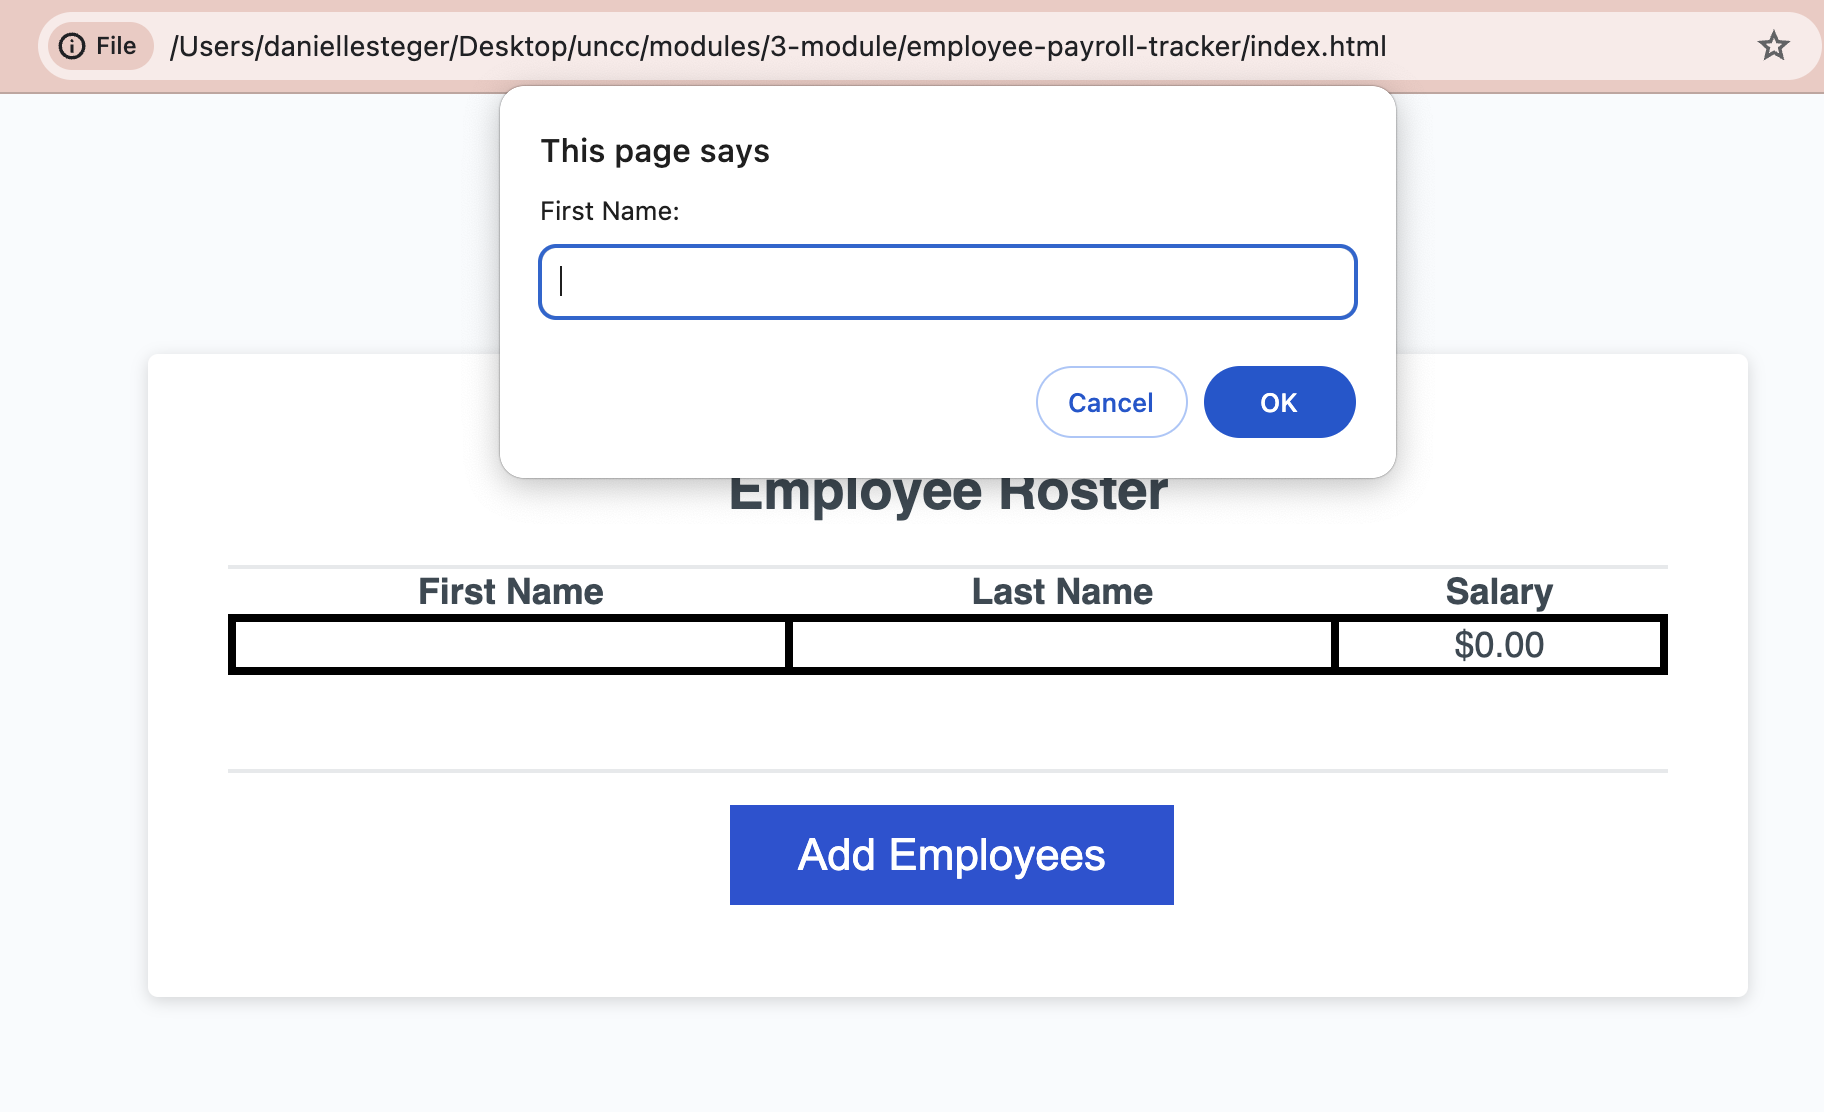 File /Users/daniellesteger/Desktop/uncc/modules/3-module/employee-payroll-tracker/index.html
This page says
First Name:
Cancel OK
Employee Roster
First Name Last Name Salary
$0.00
Add Employees